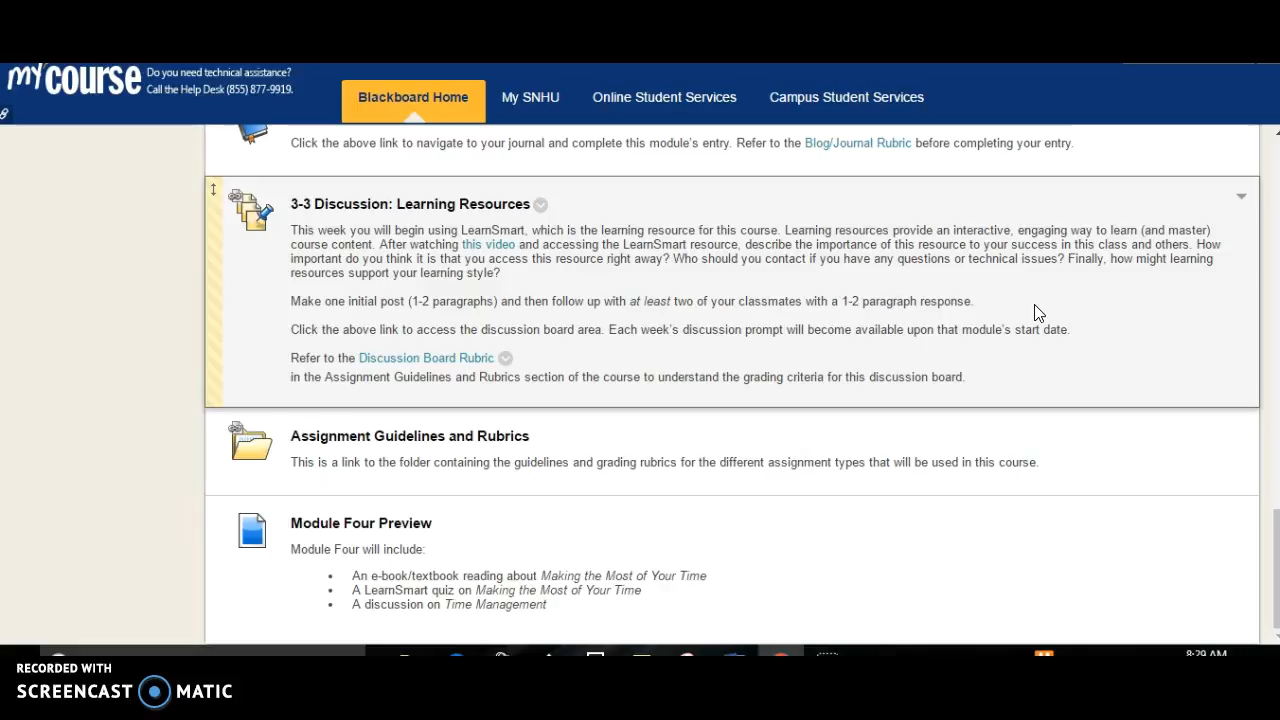 mycourse
Do you need technical assistance?
Call the Help Desk (855) 877-9919.
Blackboard Home
My SNHU
Online Student Services
Campus Student Services
Click the above link to navigate to your journal and complete this module's entry. Refer to the Blog/Journal Rubric before completing your entry.
3-3 Discussion: Learning Resources
This week you will begin using LearnSmart, which is the learning resource for this course. Learning resources provide an interactive, engaging way to learn (and master)
course content. After watching this video and accessing the LearnSmart resource, describe the importance of this resource to your success in this class and others. How
important do you think it is that you access this resource right away? Who should you contact if you have any questions or technical issues? Finally, how might learning
resources support your learning style?
Make one initial post (1-2 paragraphs) and then follow up with at least two of your classmates with a 1-2 paragraph response.
Click the above link to access the discussion board area. Each week's discussion prompt will become available upon that module's start date.
Refer to the Discussion Board Rubric
in the Assignment Guidelines and Rubrics section of the course to understand the grading criteria for this discussion board.
Assignment Guidelines and Rubrics
This is a link to the folder containing the guidelines and grading rubrics for the different assignment types that will be used in this course.
Module Four Preview
Module Four will include:
• An e-book/textbook reading about Making the Most of Your Time
• A LearnSmart quiz on Making the Most of Your Time
• A discussion on Time Management
8:29 AM
RECORDED WITH
SCREENCAST MATIC